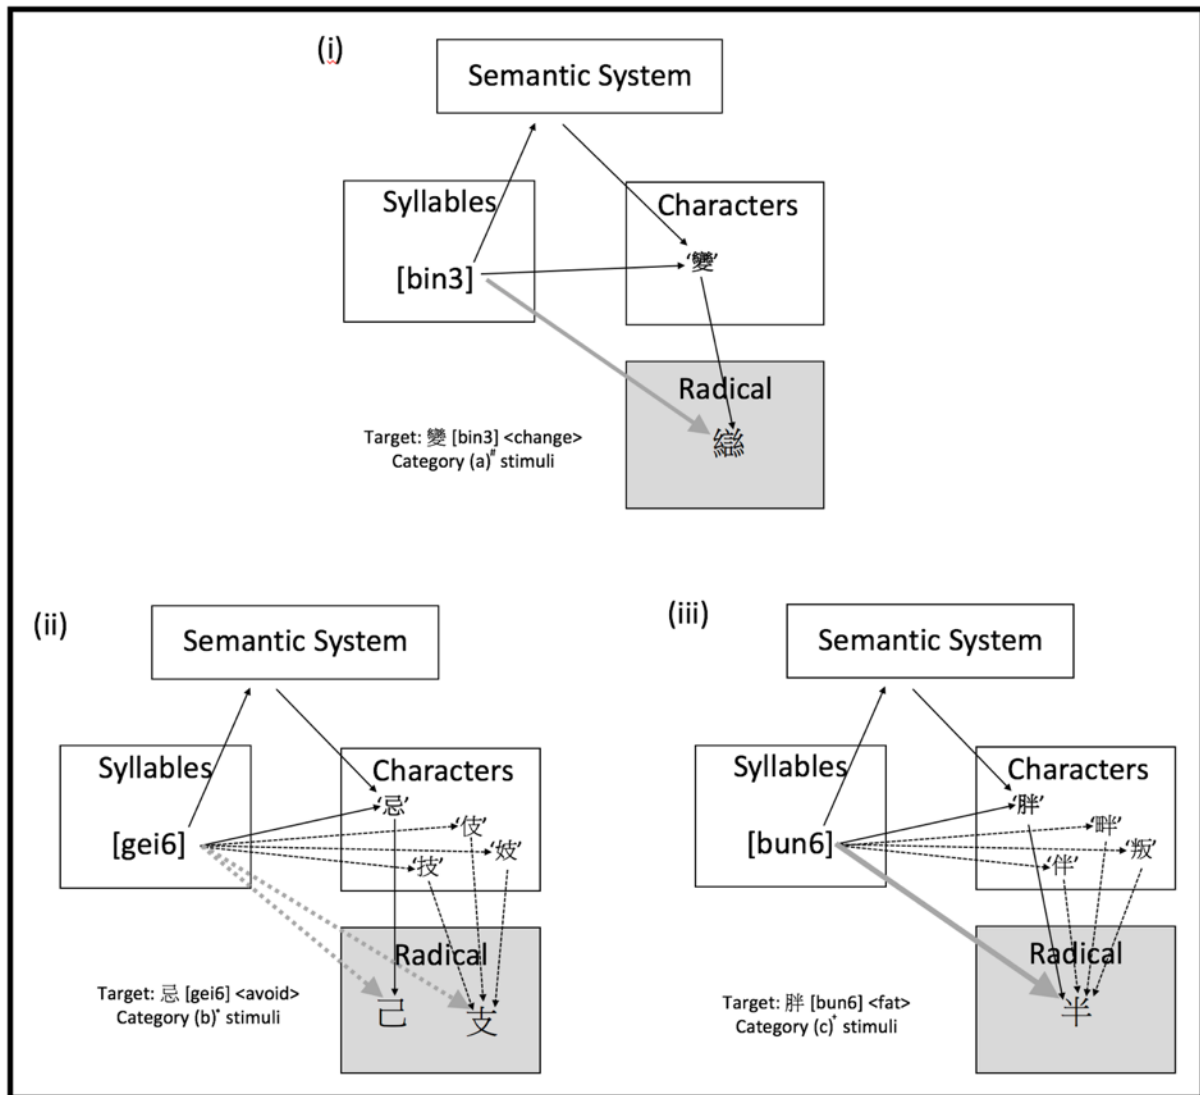 (i)
Semantic System
Syllables
Characters
[bin3]
‘變’
Radical
䜌
Target: 變 [bin3] <change>
Category (a)# stimuli
(ii)
Semantic System
Syllables
Characters
[gei6]
‘忌’
‘伎’
‘妓’
‘技’
Radical
己
支
Target: 忌 [gei6] <avoid>
Category (b)* stimuli
(iii)
Semantic System
Syllables
Characters
[bun6]
‘胖’
‘畔’
‘叛’
‘伴’
Radical
半
Target: 胖 [bun6] <fat>
Category (c)+ stimuli